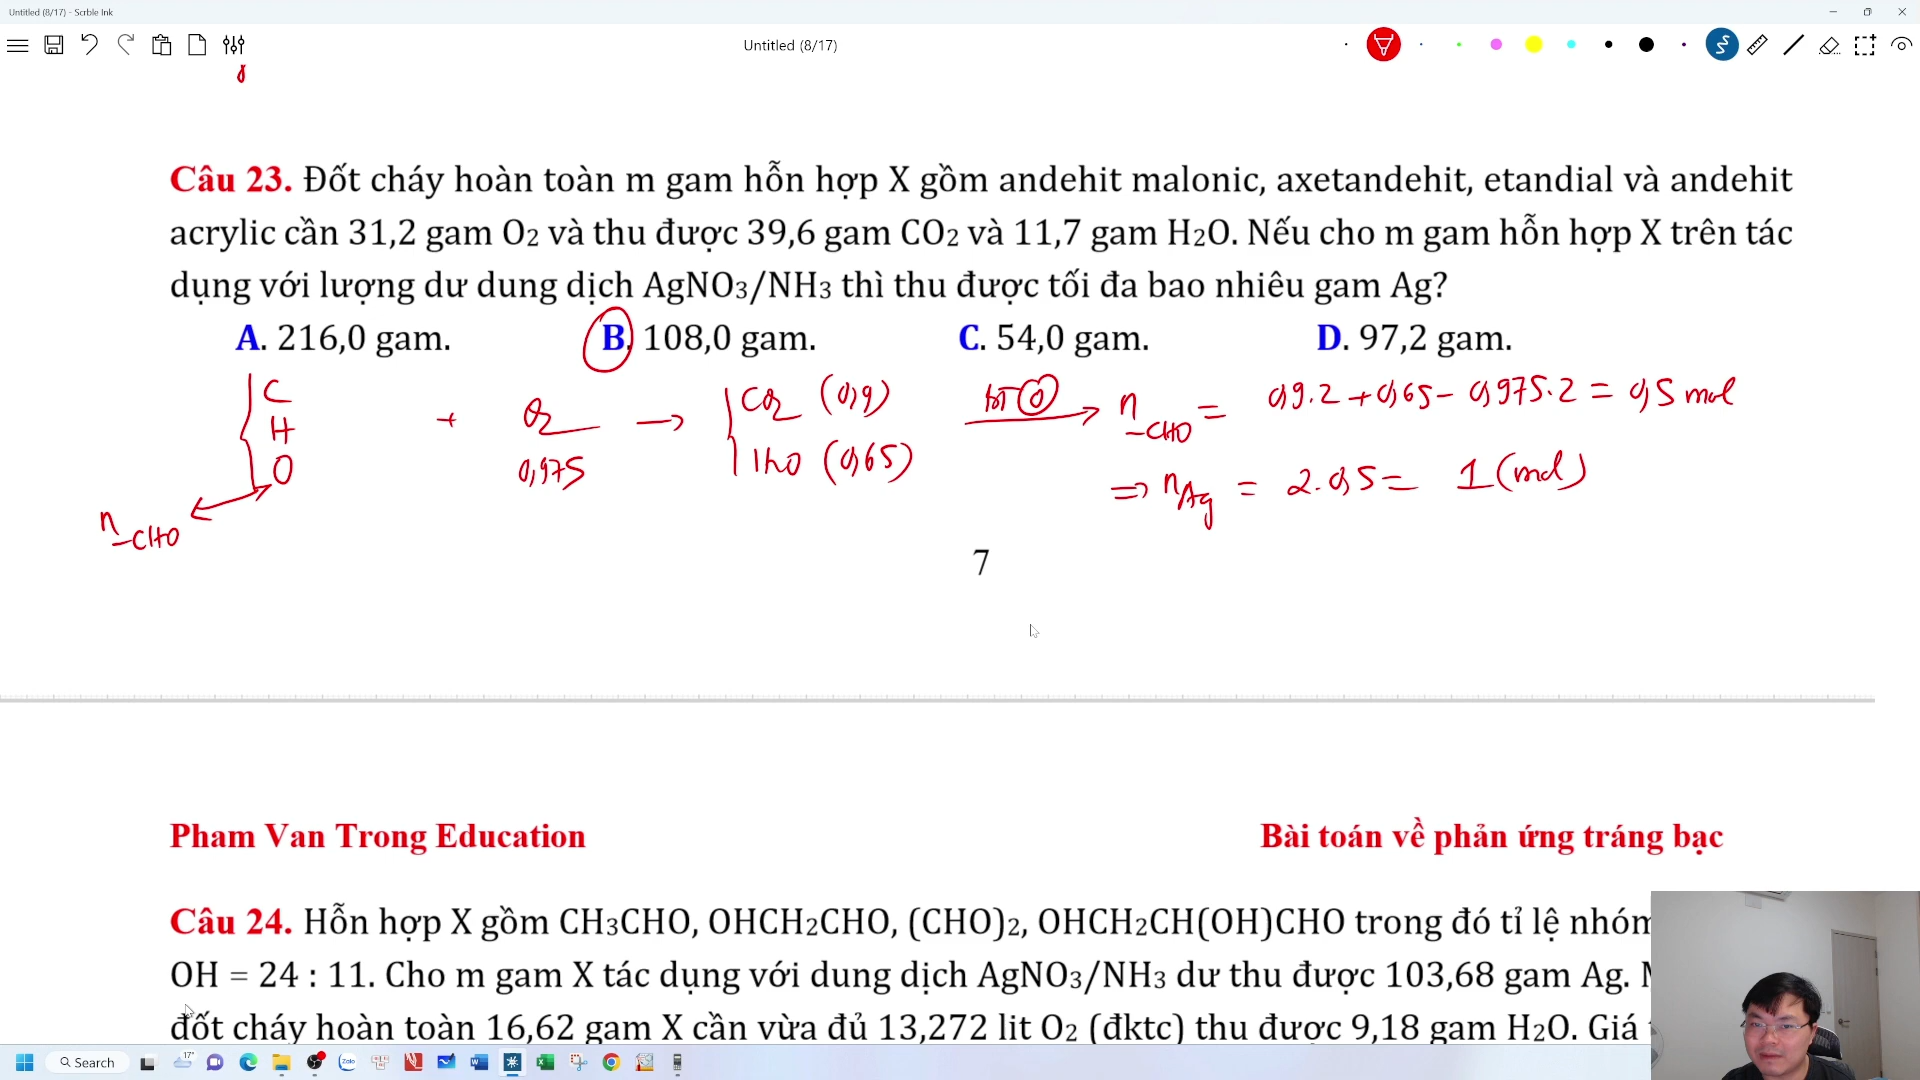 Untitled (8/17) - Scrble Ink
Untitled (8/17)
Câu 23. Đốt cháy hoàn toàn m gam hỗn hợp X gồm andehit malonic, axetandehit, etandial và andehit
acrylic cần 31,2 gam O2 và thu được 39,6 gam CO2 và 11,7 gam H2O. Nếu cho m gam hỗn hợp X trên tác
dụng với lượng dư dung dịch AgNO3/NH3 thì thu được tối đa bao nhiêu gam Ag?
A. 216,0 gam. B. 108,0 gam. C. 54,0 gam. D. 97,2 gam.
C
H
O
+ O2 → CO2 (0,9) BT O n-CHO = 0,9.2 + 0,65 - 0,975.2 = 0,5 mol
0,975 H2O (0,65)
⇒ nAg = 2.0,5 = 1 (mol)
n-CHO
7
Pham Van Trong Education Bài toán về phản ứng tráng bạc
Câu 24. Hỗn hợp X gồm CH3CHO, OHCH2CHO, (CHO)2, OHCH2CH(OH)CHO trong đó tỉ lệ nhóm
OH = 24 : 11. Cho m gam X tác dụng với dung dịch AgNO3/NH3 dư thu được 103,68 gam Ag.
đốt cháy hoàn toàn 16,62 gam X cần vừa đủ 13,272 lit O2 (đktc) thu được 9,18 gam H2O. Giá
Search
17°
Zalo